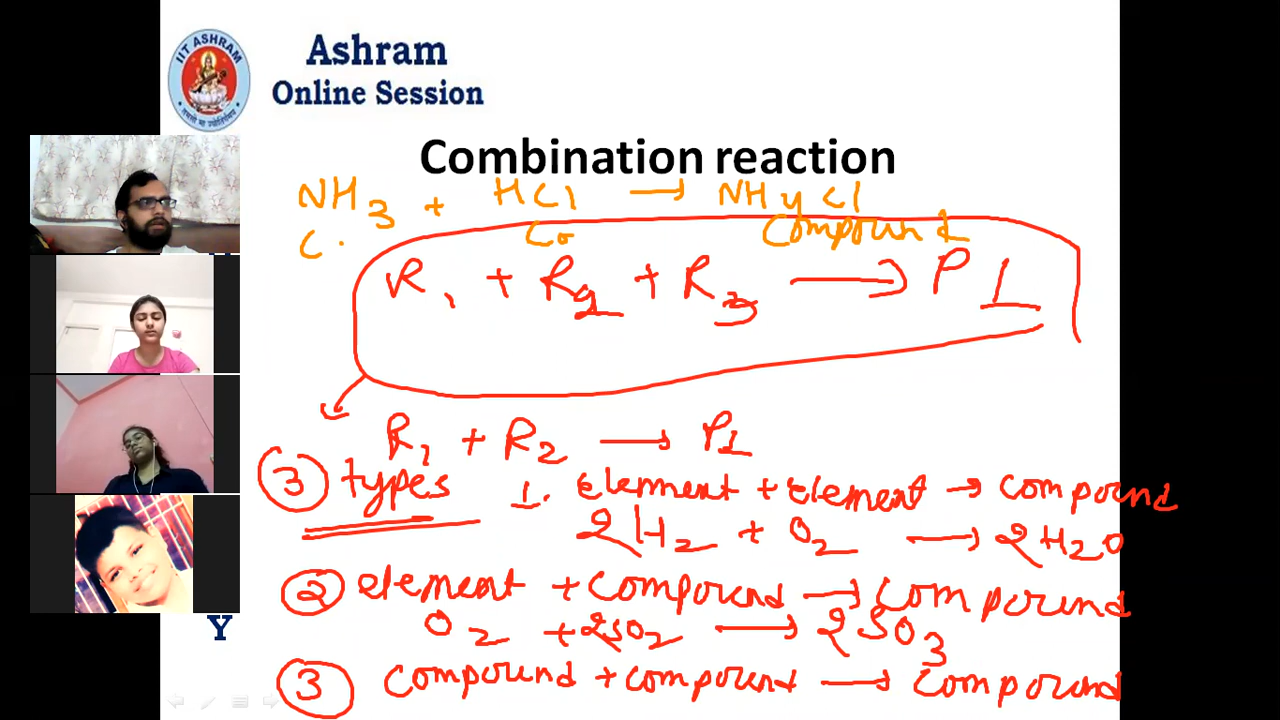 IIT ASHRAM
Ashram
Online Session
Combination reaction
NH3 + HCl → NH4Cl
C. Co Compound
R1 + R2 + R3 → P1
R1 + R2 → P1
3 types 1. elenment + element → compound
2H2 + O2 → 2H2O
2 element + compound → compound
O2 + 2SO2 → 2SO3
Y
3 compound + compound → compound